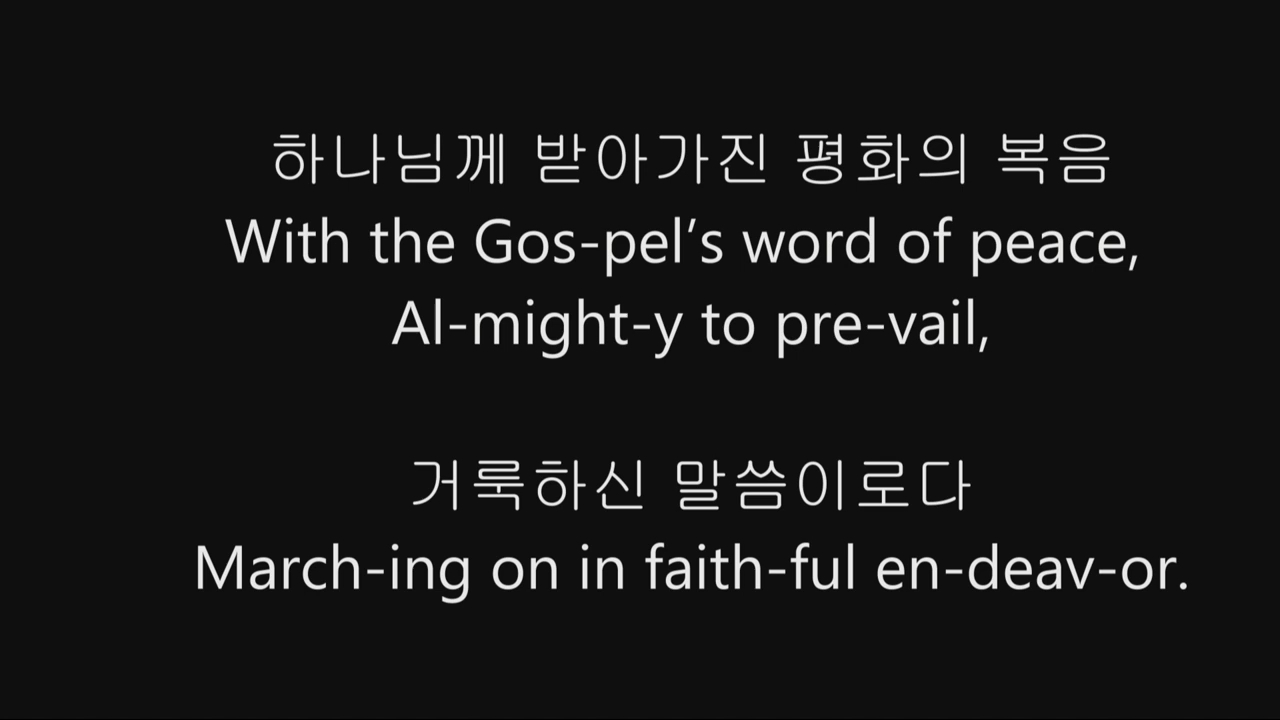 하나님께 받아가진 평화의 복음
With the Gos-pel’s word of peace,
Al-might-y to pre-vail,
거룩하신 말씀이로다
March-ing on in faith-ful en-deav-or.